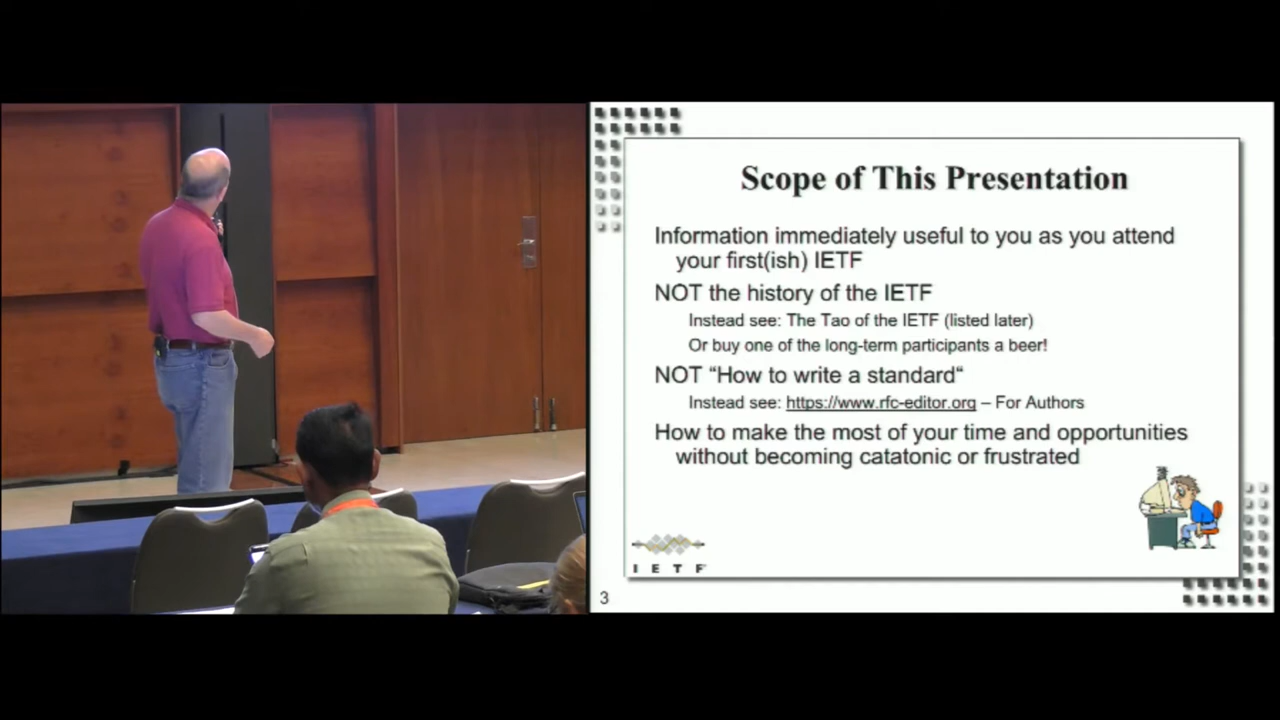 Scope of This Presentation
Information immediately useful to you as you attend
your first(ish) IETF
NOT the history of the IETF
Instead see: The Tao of the IETF (listed later)
Or buy one of the long-term participants a beer!
NOT “How to write a standard“
Instead see: https://www.rfc-editor.org – For Authors
How to make the most of your time and opportunities
without becoming catatonic or frustrated
I E T F
3